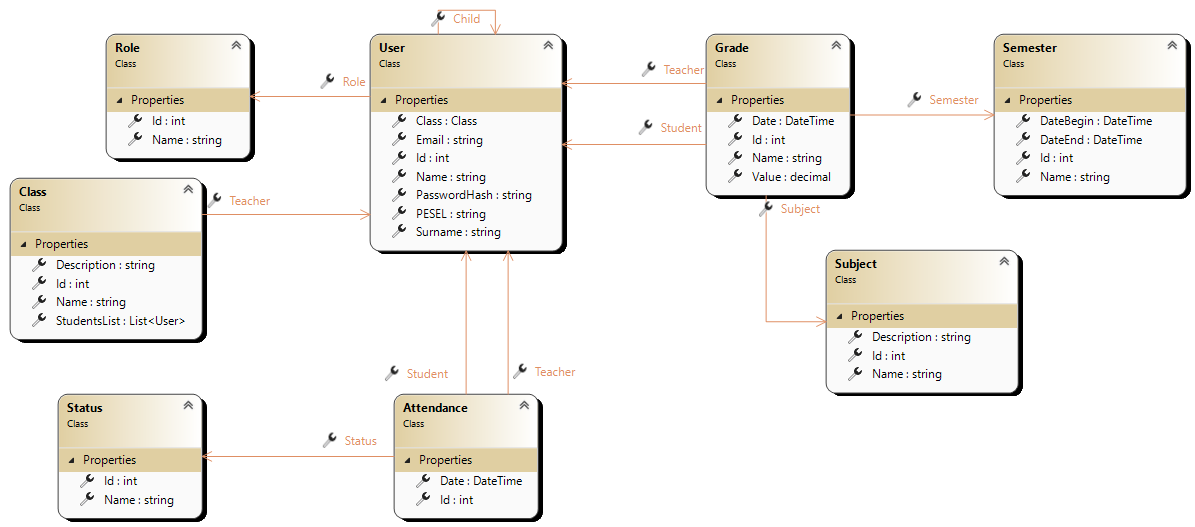 Child
Role
Class
Properties
Id : int
Name : string
Role
User
Class
Properties
Class : Class
Email : string
Id : int
Name : string
PasswordHash : string
PESEL : string
Surname : string
Teacher
Student
Grade
Class
Properties
Date : DateTime
Id : int
Name : string
Value : decimal
Semester
Semester
Class
Properties
DateBegin : DateTime
DateEnd : DateTime
Id : int
Name : string
Class
Class
Properties
Description : string
Id : int
Name : string
StudentsList : List<User>
Teacher
Subject
Subject
Class
Properties
Description : string
Id : int
Name : string
Student
Teacher
Status
Class
Properties
Id : int
Name : string
Status
Attendance
Class
Properties
Date : DateTime
Id : int